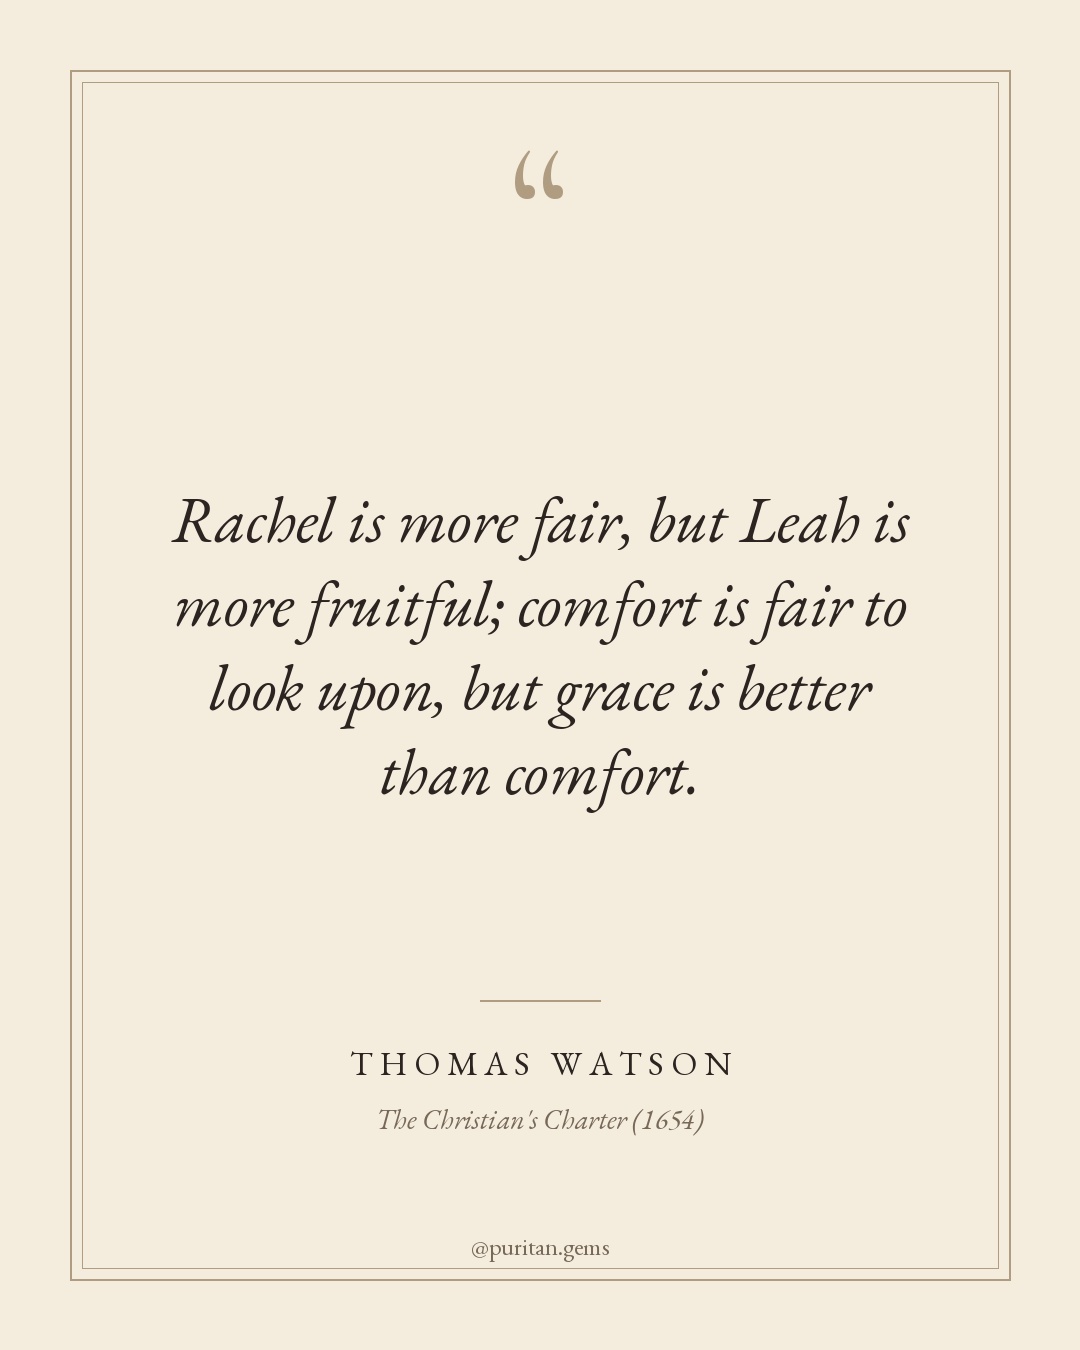 “
Rachel is more fair, but Leah is
more fruitful; comfort is fair to
look upon, but grace is better
than comfort.
THOMAS WATSON
The Christian's Charter (1654)
@puritan.gems